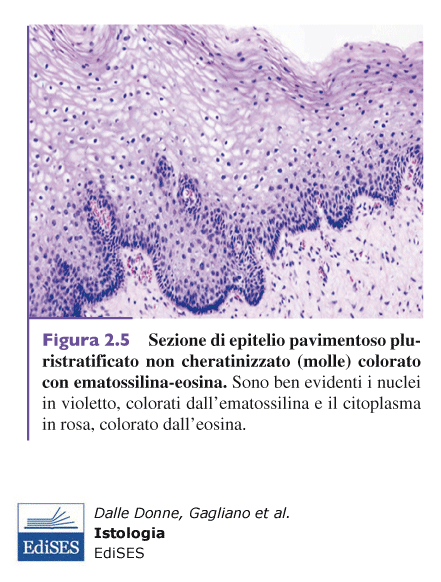 Figura 2.5 Sezione di epitelio pavimentoso plu-
ristratificato non cheratinizzato (molle) colorato
con ematossilina-eosina. Sono ben evidenti i nuclei
in violetto, colorati dall'ematossilina e il citoplasma
in rosa, colorato dall'eosina.
EdiSES
Dalle Donne, Gagliano et al.
Istologia
EdiSES